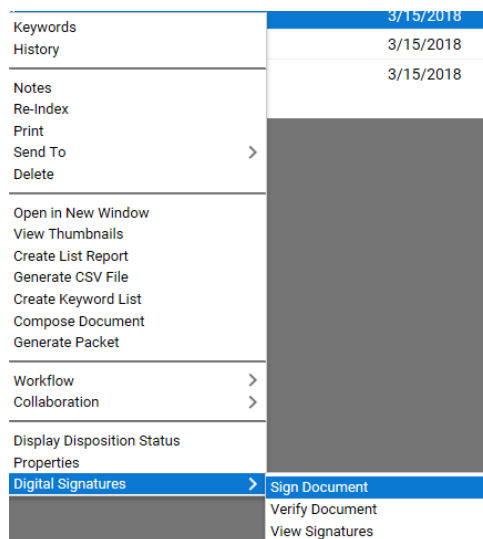 3/15/2018
Keywords
3/15/2018
History
3/15/2018
Notes
Re-Index
Print
Send To
Delete
Open in New Window
View Thumbnails
Create List Report
Generate CSV File
Create Keyword List
Compose Document
Generate Packet
Workflow
Collaboration
Display Disposition Status
Properties
Digital Signatures
Sign Document
Verify Document
View Signatures